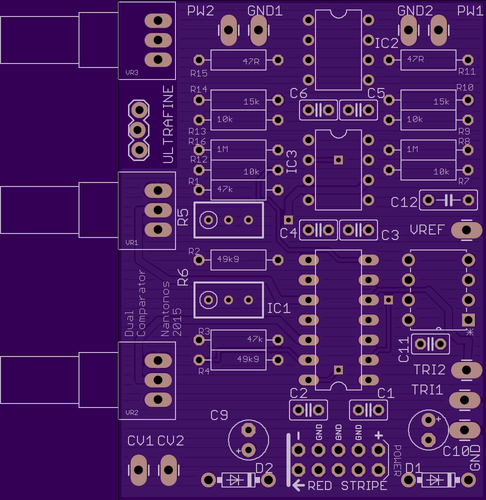 PW2 GND1 GND2 PW1
VR3
IC2
R15 47R
47R R11
R14 15k
15k R10
C6 C5
10k R13
10k R9
ULTRAFINE
R16 1M
1M R8
R12 10k
10k R7
IC3
R1 47k
C12
R5
VR1
C4 C3
VREF
R2 49k9
R6
IC1
Dual
Comparator
Nantonos
2015
R3 47k
R4 49k9
C11
*
TRI2
TRI1
VR2
C2 C1
C9
C10
GND
CV1 CV2
- GND GND GND +
POWER
D2
RED STRIPE
D1